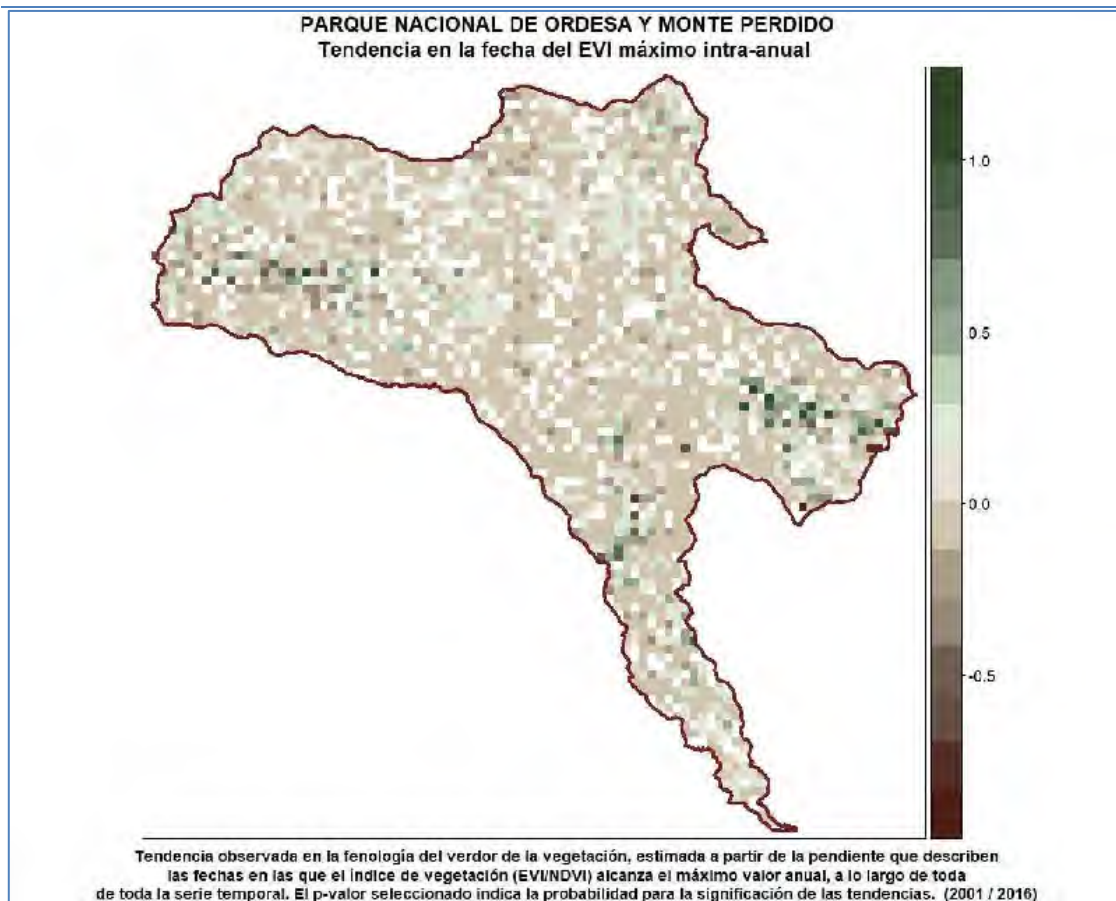 PARQUE NACIONAL DE ORDESA Y MONTE PERDIDO
Tendencia en la fecha del EVI máximo intra-anual
1.0
0.5
0.0
-0.5
Tendencia observada en la fenología del verdor de la vegetación, estimada a partir de la pendiente que describen
las fechas en las que el índice de vegetación (EVI/NDVI) alcanza el máximo valor anual, a lo largo de toda
de toda la serie temporal. El p-valor seleccionado indica la probabilidad para la significación de las tendencias. (2001 / 2016)